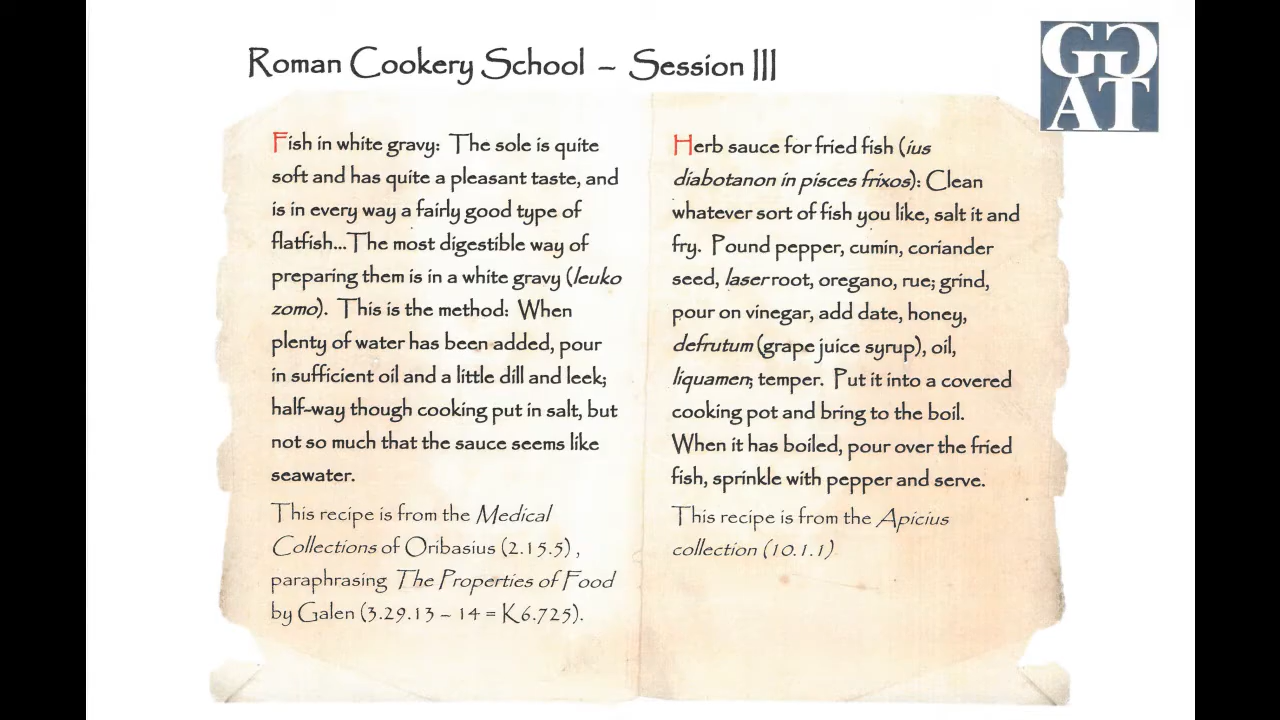 Roman Cookery School – Session III
GG
AT
Fish in white gravy: The sole is quite
soft and has quite a pleasant taste, and
is in every way a fairly good type of
flatfish...The most digestible way of
preparing them is in a white gravy (leuko
zomo). This is the method: When
plenty of water has been added, pour
in sufficient oil and a little dill and leek;
half-way though cooking put in salt, but
not so much that the sauce seems like
seawater.
This recipe is from the Medical
Collections of Oribasius (2.15.5) ,
paraphrasing The Properties of Food
by Galen (3.29.13 – 14 = K6.725).
Herb sauce for fried fish (ius
diabotanon in pisces frixos): Clean
whatever sort of fish you like, salt it and
fry. Pound pepper, cumin, coriander
seed, laser root, oregano, rue; grind,
pour on vinegar, add date, honey,
defrutum (grape juice syrup), oil,
liquamen; temper. Put it into a covered
cooking pot and bring to the boil.
When it has boiled, pour over the fried
fish, sprinkle with pepper and serve.
This recipe is from the Apicius
collection (10.1.1)